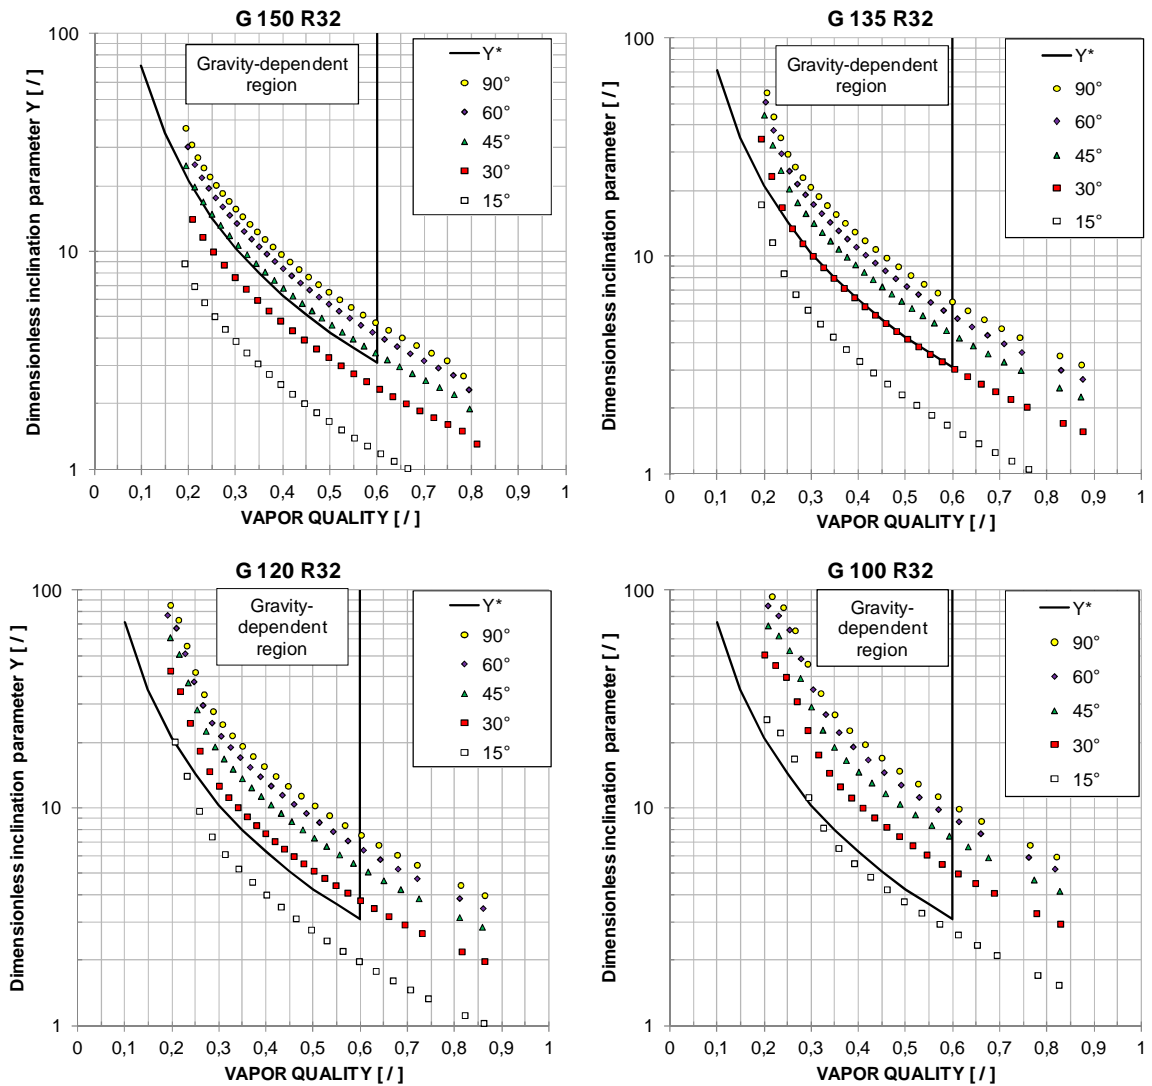 G 150 R32
Dimensionless inclination parameter Y [ / ]
100
10
1
Gravity-dependent
region
Y*
90°
60°
45°
30°
15°
0 0,1 0,2 0,3 0,4 0,5 0,6 0,7 0,8 0,9 1
VAPOR QUALITY [ / ]
G 135 R32
Dimensionless inclination parameter [ / ]
100
10
1
Gravity-dependent
region
Y*
90°
60°
45°
30°
15°
0 0,1 0,2 0,3 0,4 0,5 0,6 0,7 0,8 0,9 1
VAPOR QUALITY [ / ]
G 120 R32
Dimensionless inclination parameter Y [ / ]
100
10
1
Gravity-
dependent
region
Y*
90°
60°
45°
30°
15°
0 0,1 0,2 0,3 0,4 0,5 0,6 0,7 0,8 0,9 1
VAPOR QUALITY [ / ]
G 100 R32
Dimensionless inclination parameter [ / ]
100
10
1
Gravity-
dependent
region
Y*
90°
60°
45°
30°
15°
0 0,1 0,2 0,3 0,4 0,5 0,6 0,7 0,8 0,9 1
VAPOR QUALITY [ / ]